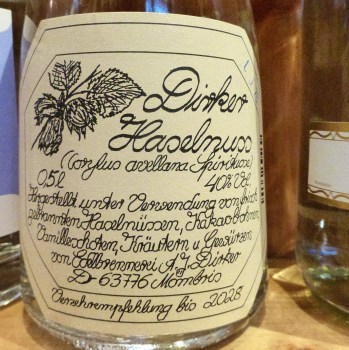 Dirker
Haselnuss
(Corylus avellana Spirituose)
0,5l 40% Vol.
Hergestellt unter Verwendung von frisch
gebrannten Haselnüssen, Kakaobohnen,
Vanilleschoten, Kräutern u. Gewürzen
von Edelbrennerei A. J. Dirker
D 63776 Mömbris
Verzehrempfehlung bis 2028